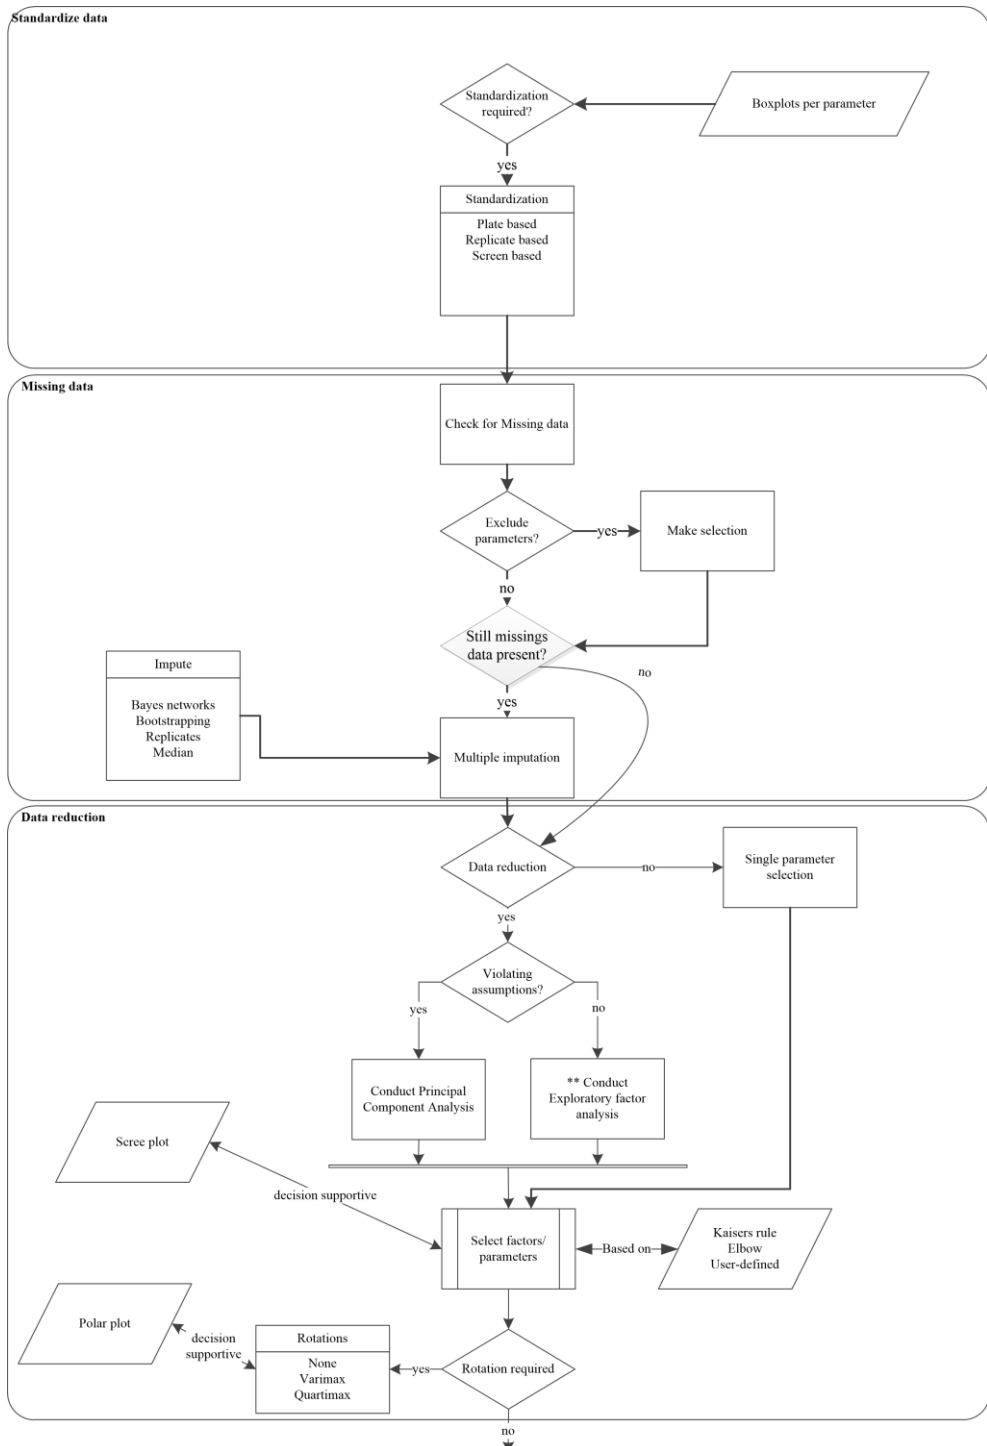 Standardize data
Standardization
required?
Boxplots per parameter
yes
Standardization
Plate based
Replicate based
Screen based
Missing data
Check for Missing data
Exclude
parameters?
yes
Make selection
no
Still missings
data present?
no
Impute
Bayes networks
Bootstrapping
Replicates
Median
yes
Multiple imputation
Data reduction
Data reduction
no
Single parameter
selection
yes
Violating
assumptions?
yes
no
Conduct Principal
Component Analysis
** Conduct
Exploratory factor
analysis
Scree plot
decision supportive
Select factors/
parameters
Based on
Kaisers rule
Elbow
User-defined
Polar plot
decision
supportive
Rotations
None
Varimax
Quartimax
yes
Rotation required
no